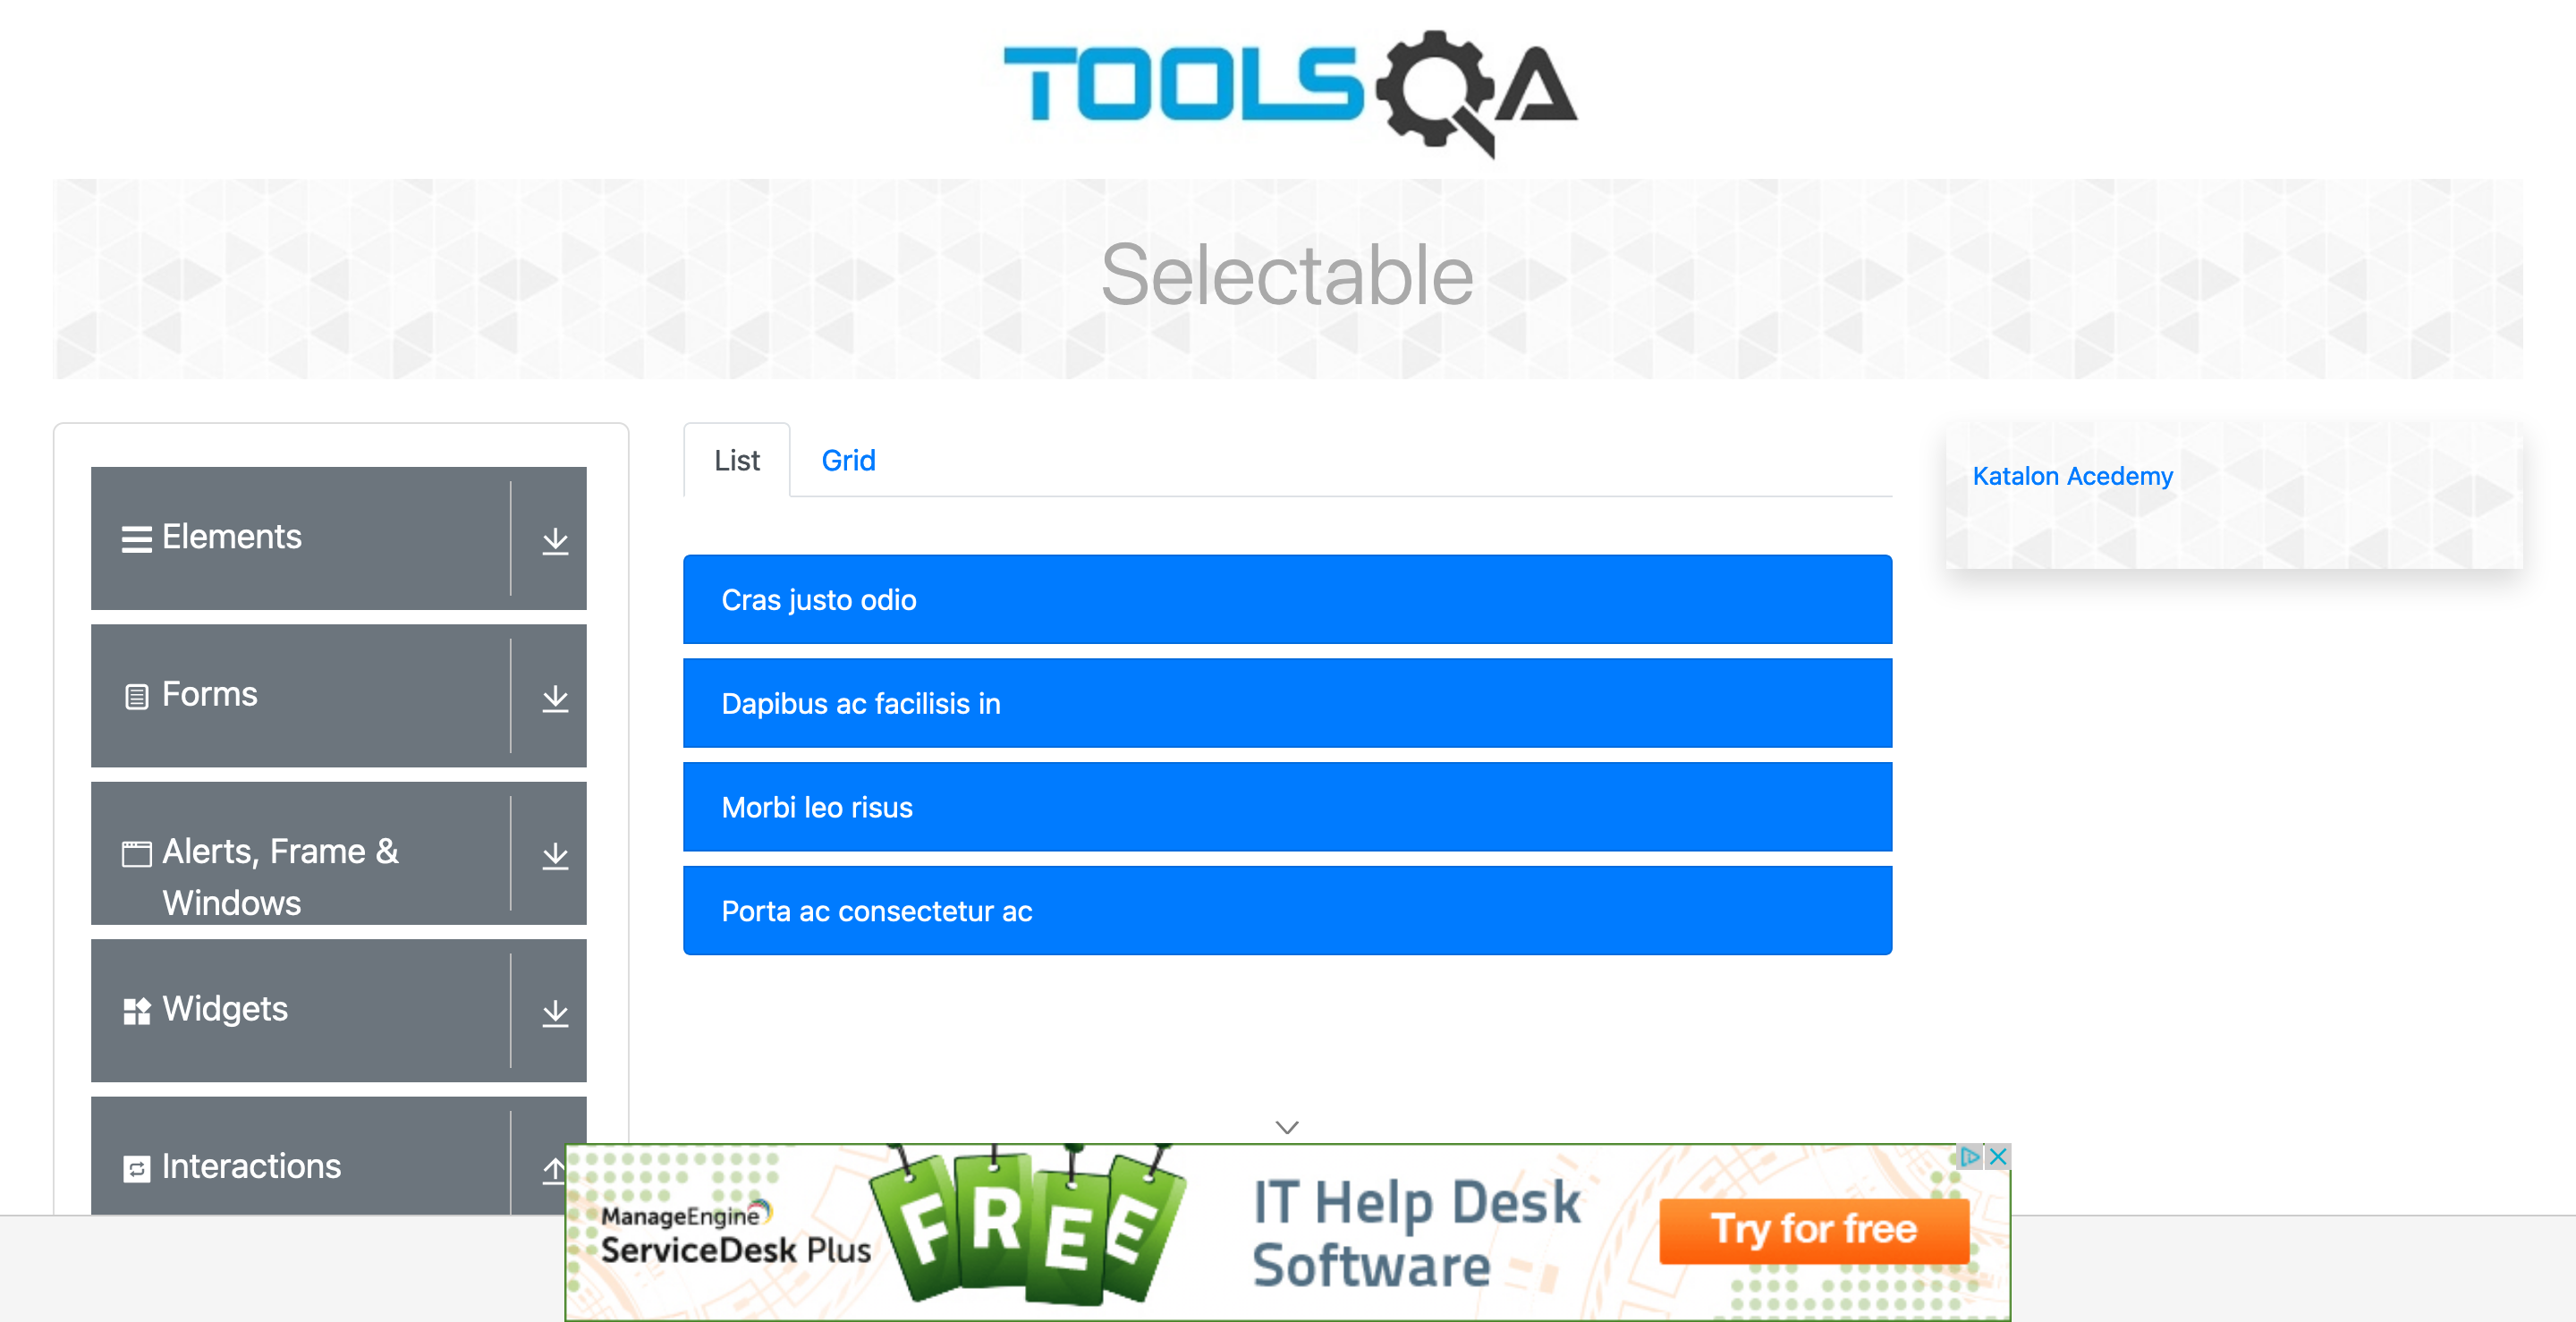 TOOLSQA
Selectable
List
Grid
Katalon Acedemy
Elements
Forms
Alerts, Frame &
Windows
Widgets
Interactions
Cras justo odio
Dapibus ac facilisis in
Morbi leo risus
Porta ac consectetur ac
ManageEngine
ServiceDesk Plus
FREE
IT Help Desk
Software
Try for free